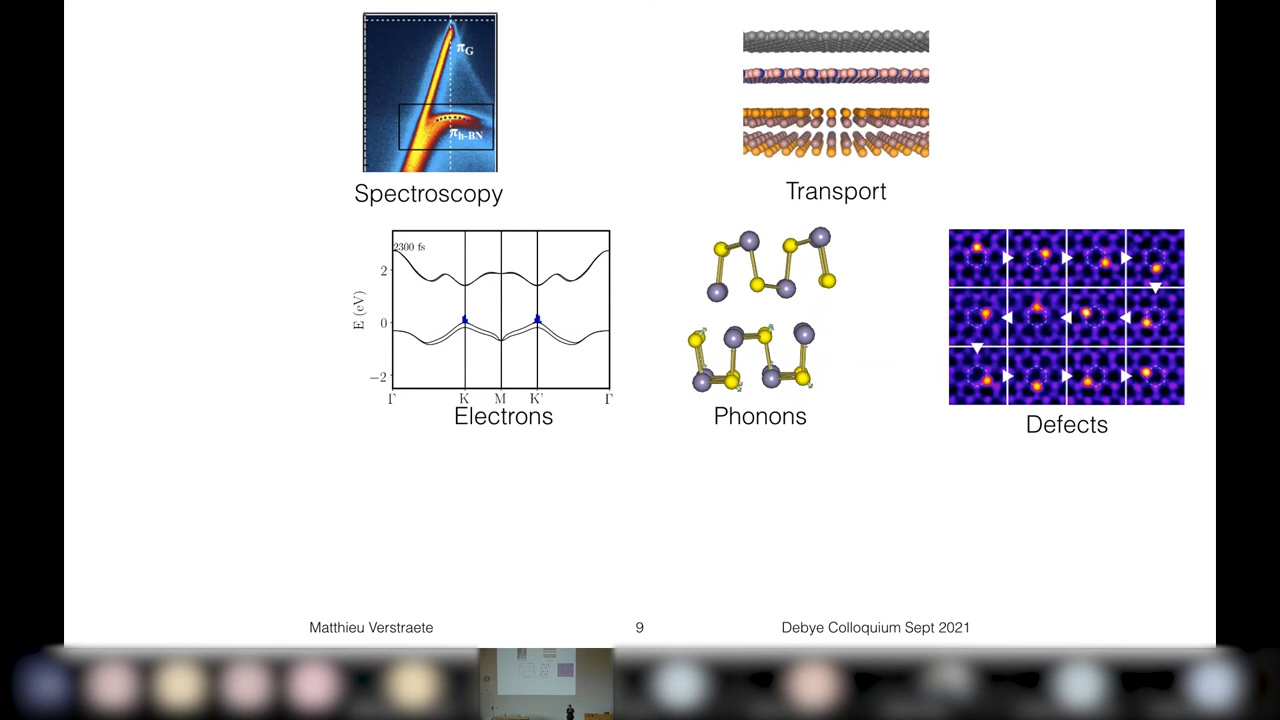 π_G
π_h-BN
Spectroscopy
Transport
2300 fs
E (eV)
2
0
−2
Γ K M K' Γ
Electrons
Phonons
Defects
Matthieu Verstraete
9
Debye Colloquium Sept 2021